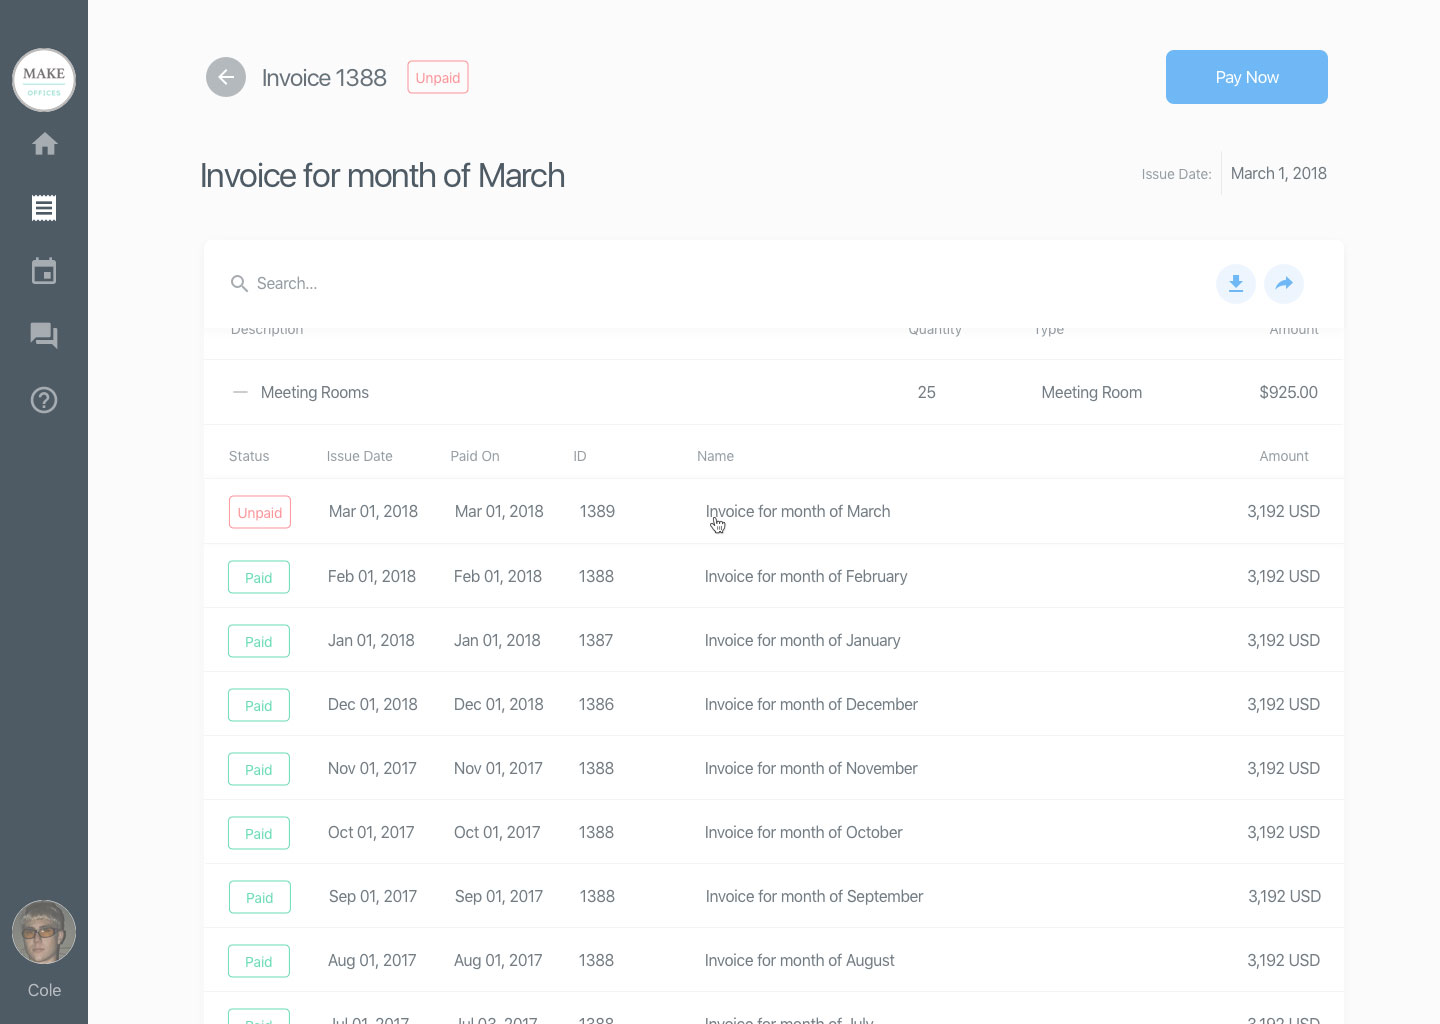 MAKE
OFFICES
Invoice 1388
Unpaid
Pay Now
Invoice for month of March
Issue Date:
March 1, 2018
Search...
Description Quantity Type Amount
Meeting Rooms 25 Meeting Room $925.00
Status Issue Date Paid On ID Name Amount
Unpaid Mar 01, 2018 Mar 01, 2018 1389 Invoice for month of March 3,192 USD
Paid Feb 01, 2018 Feb 01, 2018 1388 Invoice for month of February 3,192 USD
Paid Jan 01, 2018 Jan 01, 2018 1387 Invoice for month of January 3,192 USD
Paid Dec 01, 2018 Dec 01, 2018 1386 Invoice for month of December 3,192 USD
Paid Nov 01, 2017 Nov 01, 2017 1388 Invoice for month of November 3,192 USD
Paid Oct 01, 2017 Oct 01, 2017 1388 Invoice for month of October 3,192 USD
Paid Sep 01, 2017 Sep 01, 2017 1388 Invoice for month of September 3,192 USD
Paid Aug 01, 2017 Aug 01, 2017 1388 Invoice for month of August 3,192 USD
Paid Jul 01, 2017 Jul 03, 2017 1388 Invoice for month of July 3,192 USD
Cole